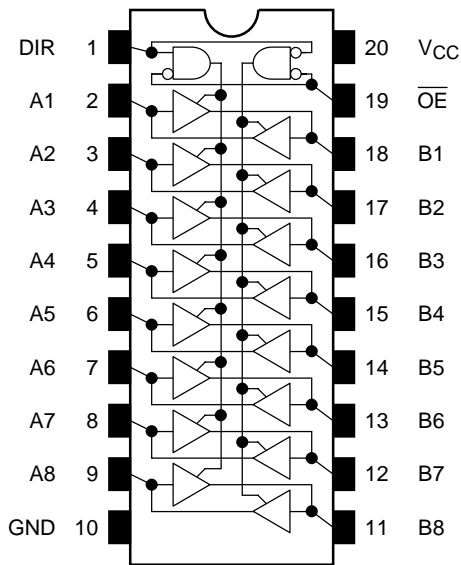 DIR 1 20 VCC
A1 2 19 OE
A2 3 18 B1
A3 4 17 B2
A4 5 16 B3
A5 6 15 B4
A6 7 14 B5
A7 8 13 B6
A8 9 12 B7
GND 10 11 B8